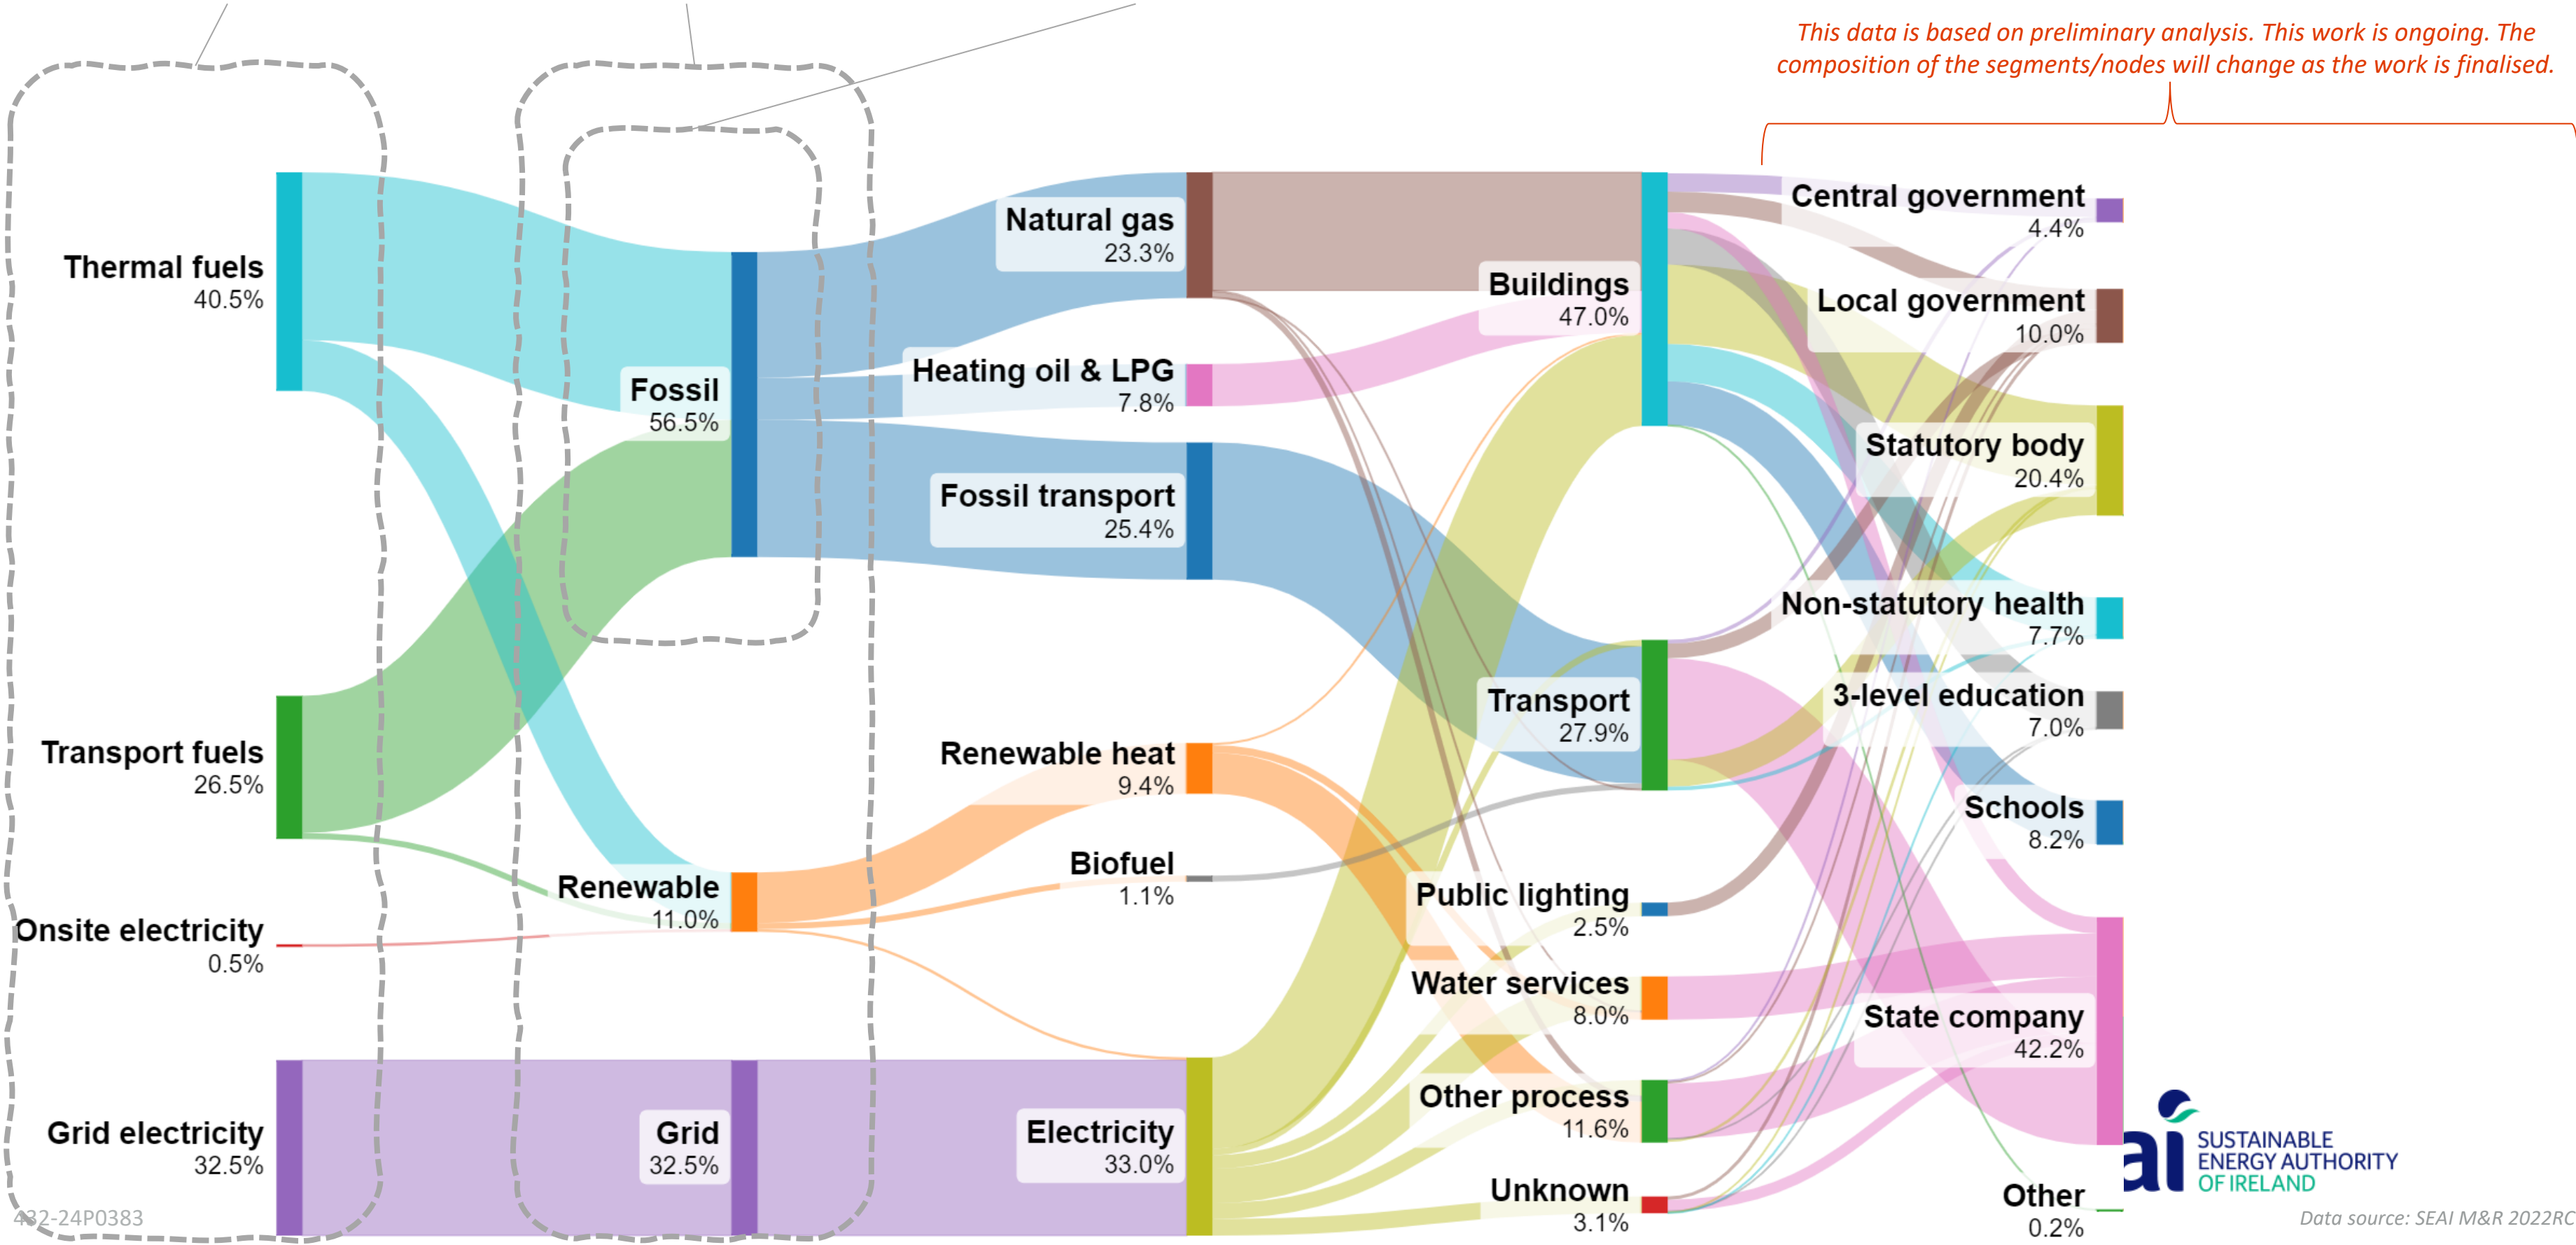 This data is based on preliminary analysis. This work is ongoing. The
composition of the segments/nodes will change as the work is finalised.
Thermal fuels
40.5%
Transport fuels
26.5%
Onsite electricity
0.5%
Grid electricity
32.5%
Fossil
56.5%
Renewable
11.0%
Grid
32.5%
Natural gas
23.3%
Heating oil & LPG
7.8%
Fossil transport
25.4%
Renewable heat
9.4%
Biofuel
1.1%
Electricity
33.0%
Buildings
47.0%
Transport
27.9%
Public lighting
2.5%
Water services
8.0%
Other process
11.6%
Unknown
3.1%
Central government
4.4%
Local government
10.0%
Statutory body
20.4%
Non-statutory health
7.7%
3-level education
7.0%
Schools
8.2%
State company
42.2%
Other
0.2%
ai
SUSTAINABLE
ENERGY AUTHORITY
OF IRELAND
432-24P0383
Data source: SEAI M&R 2022RC